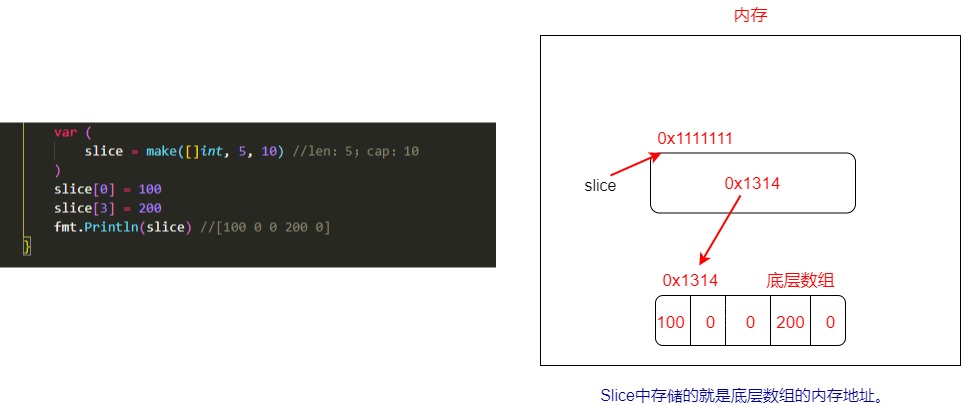 var (
slice = make([]int, 5, 10) //len: 5; cap: 10
)
slice[0] = 100
slice[3] = 200
fmt.Println(slice) //[100 0 0 200 0]
}
内存
0x1111111
slice
0x1314
0x1314 底层数组
100 0 0 200 0
Slice中存储的就是底层数组的内存地址。